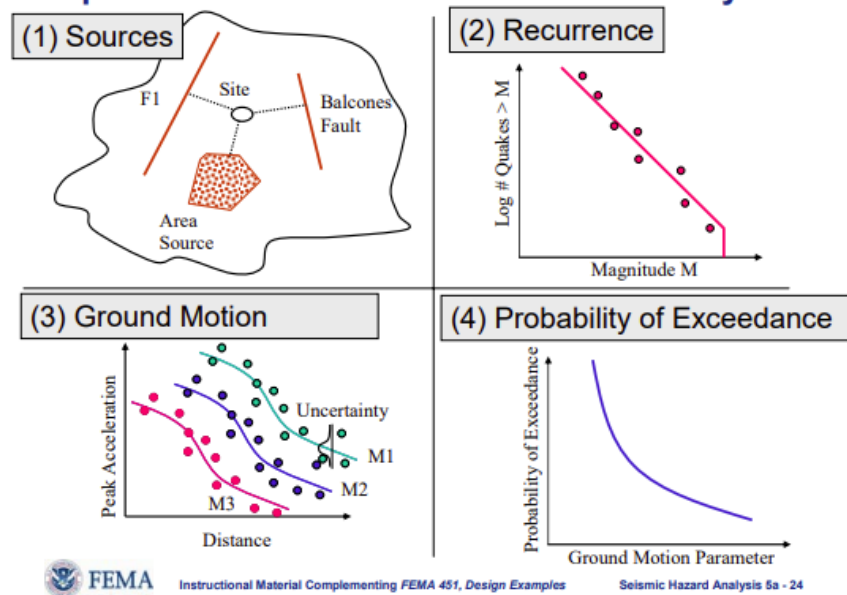 (1) Sources
F1
Site
Balcones
Fault
Area
Source
(2) Recurrence
Log # Quakes > M
Magnitude M
(3) Ground Motion
Peak Acceleration
Uncertainty
M1
M2
M3
Distance
(4) Probability of Exceedance
Probability of Exceedance
Ground Motion Parameter
FEMA
Instructional Material Complementing FEMA 451, Design Examples
Seismic Hazard Analysis 5a - 24